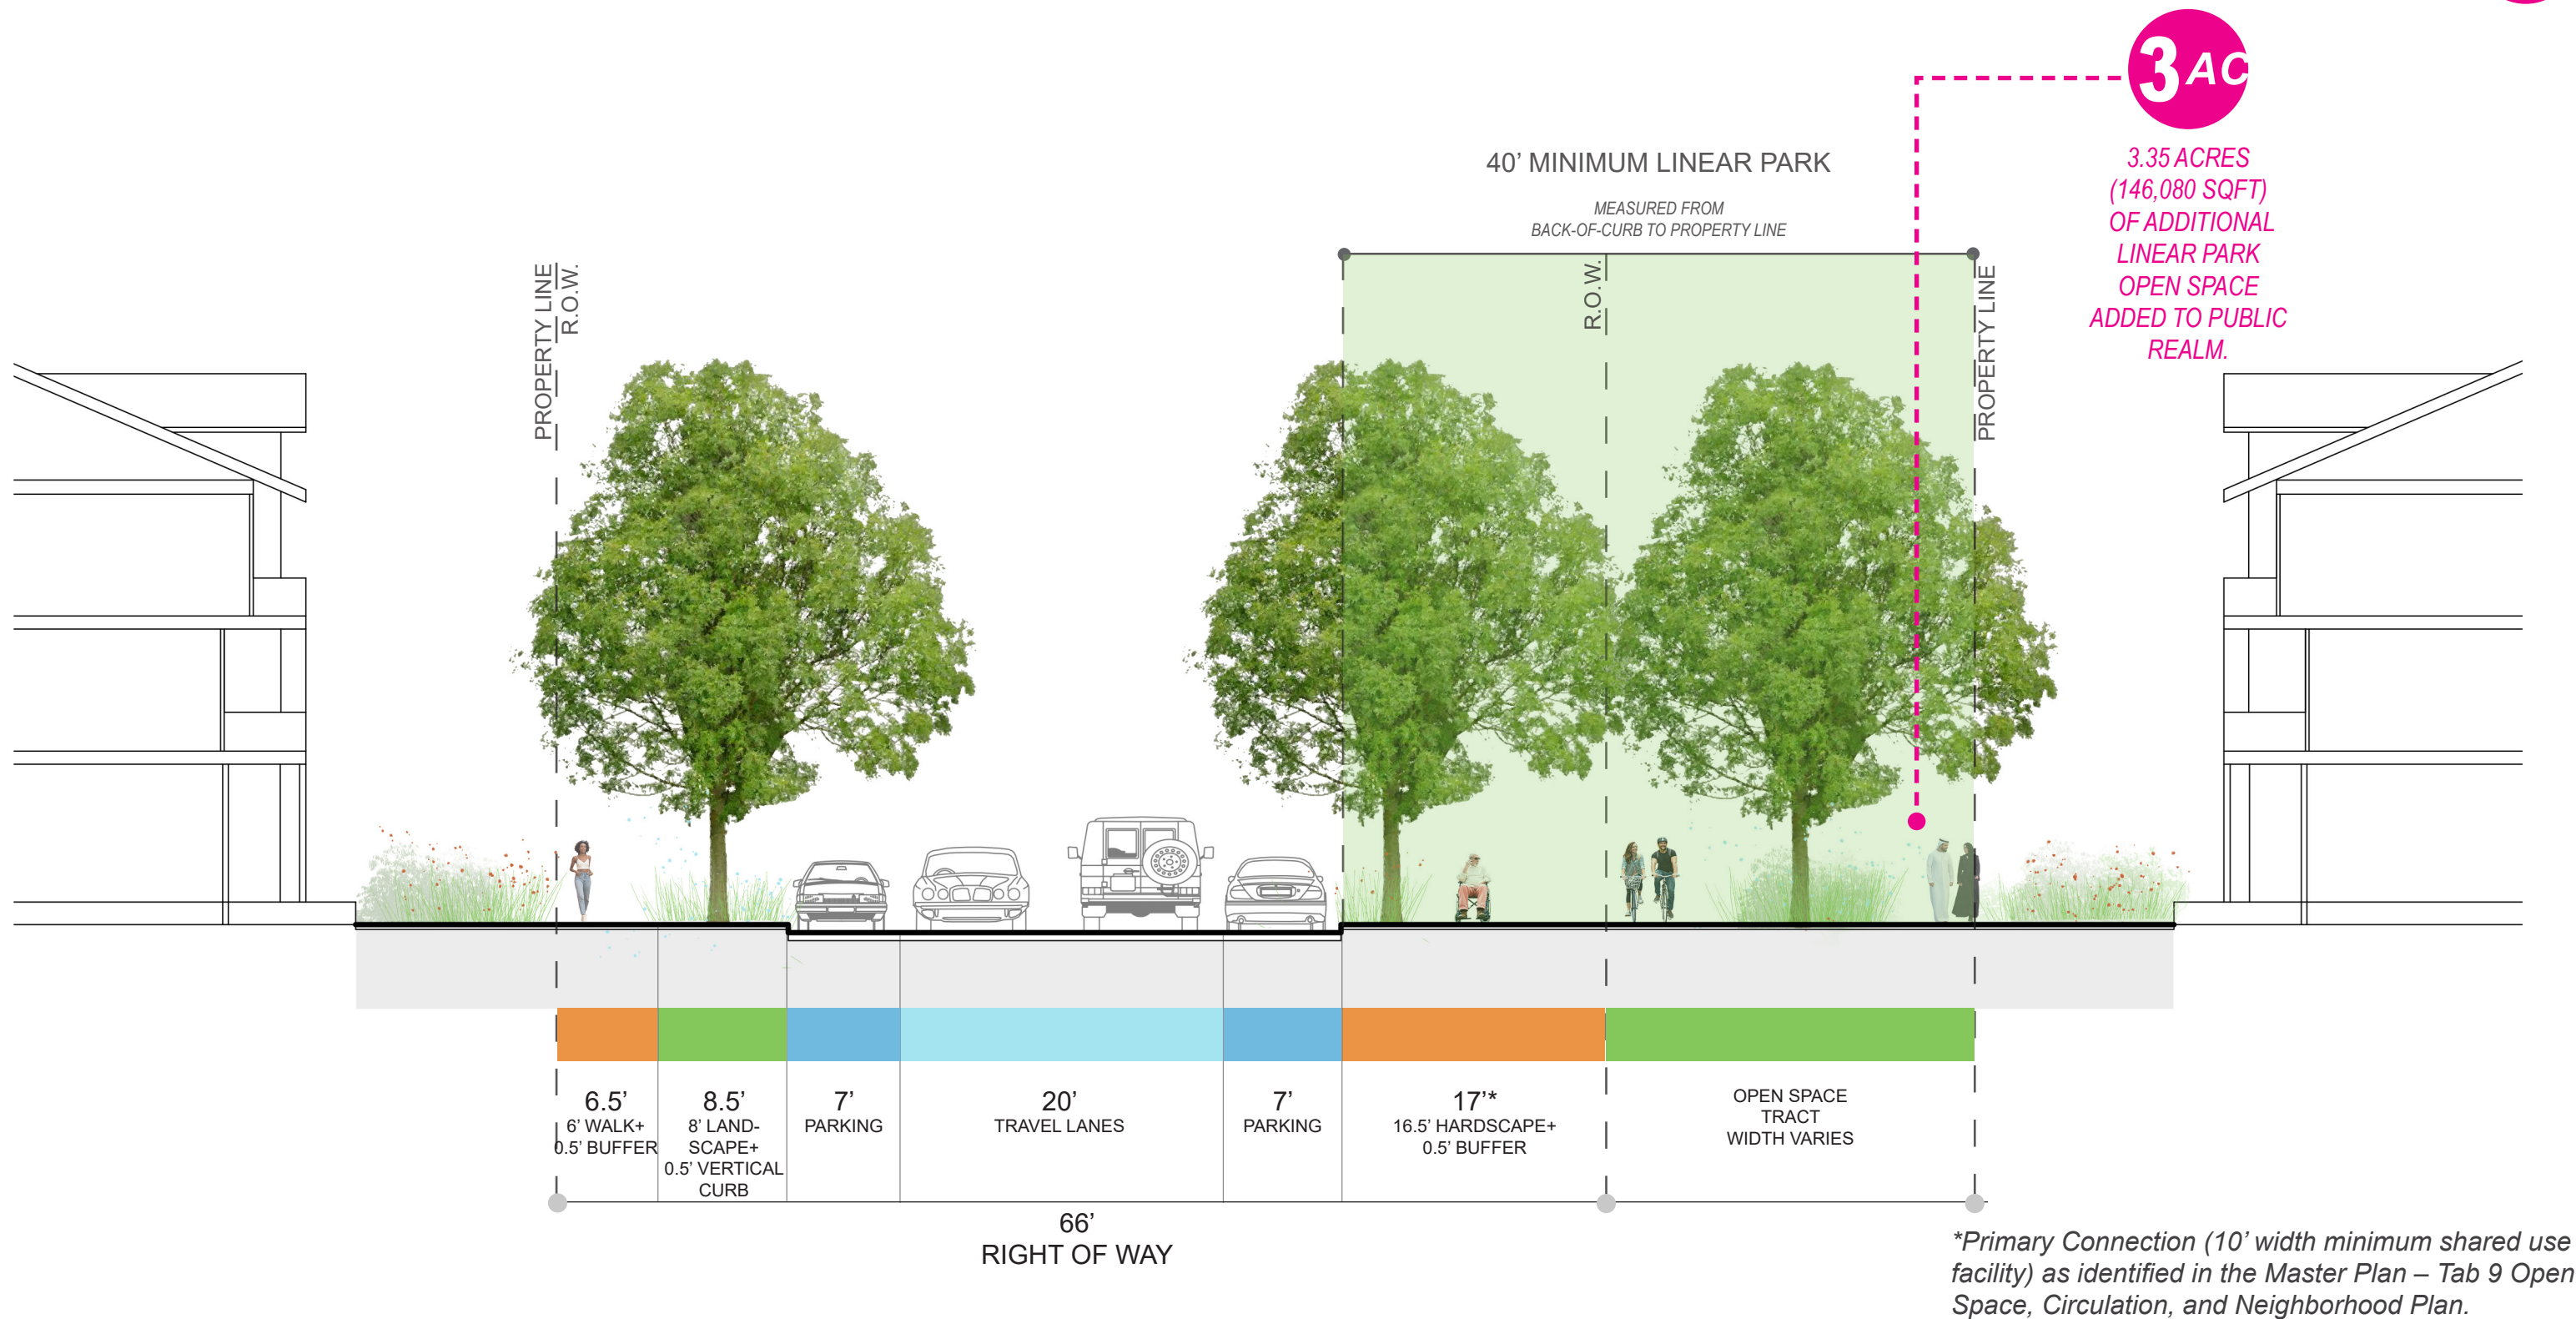 3 AC
3.35 ACRES
(146,080 SQFT)
OF ADDITIONAL
LINEAR PARK
OPEN SPACE
ADDED TO PUBLIC
REALM.
40’ MINIMUM LINEAR PARK
MEASURED FROM
BACK-OF-CURB TO PROPERTY LINE
PROPERTY LINE
R.O.W.
R.O.W.
PROPERTY LINE
6.5’
6’ WALK+
0.5’ BUFFER
8.5’
8’ LAND-
SCAPE+
0.5’ VERTICAL
CURB
7’
PARKING
20’
TRAVEL LANES
7’
PARKING
17’*
16.5’ HARDSCAPE+
0.5’ BUFFER
OPEN SPACE
TRACT
WIDTH VARIES
66’
RIGHT OF WAY
*Primary Connection (10’ width minimum shared use
facility) as identified in the Master Plan – Tab 9 Open
Space, Circulation, and Neighborhood Plan.